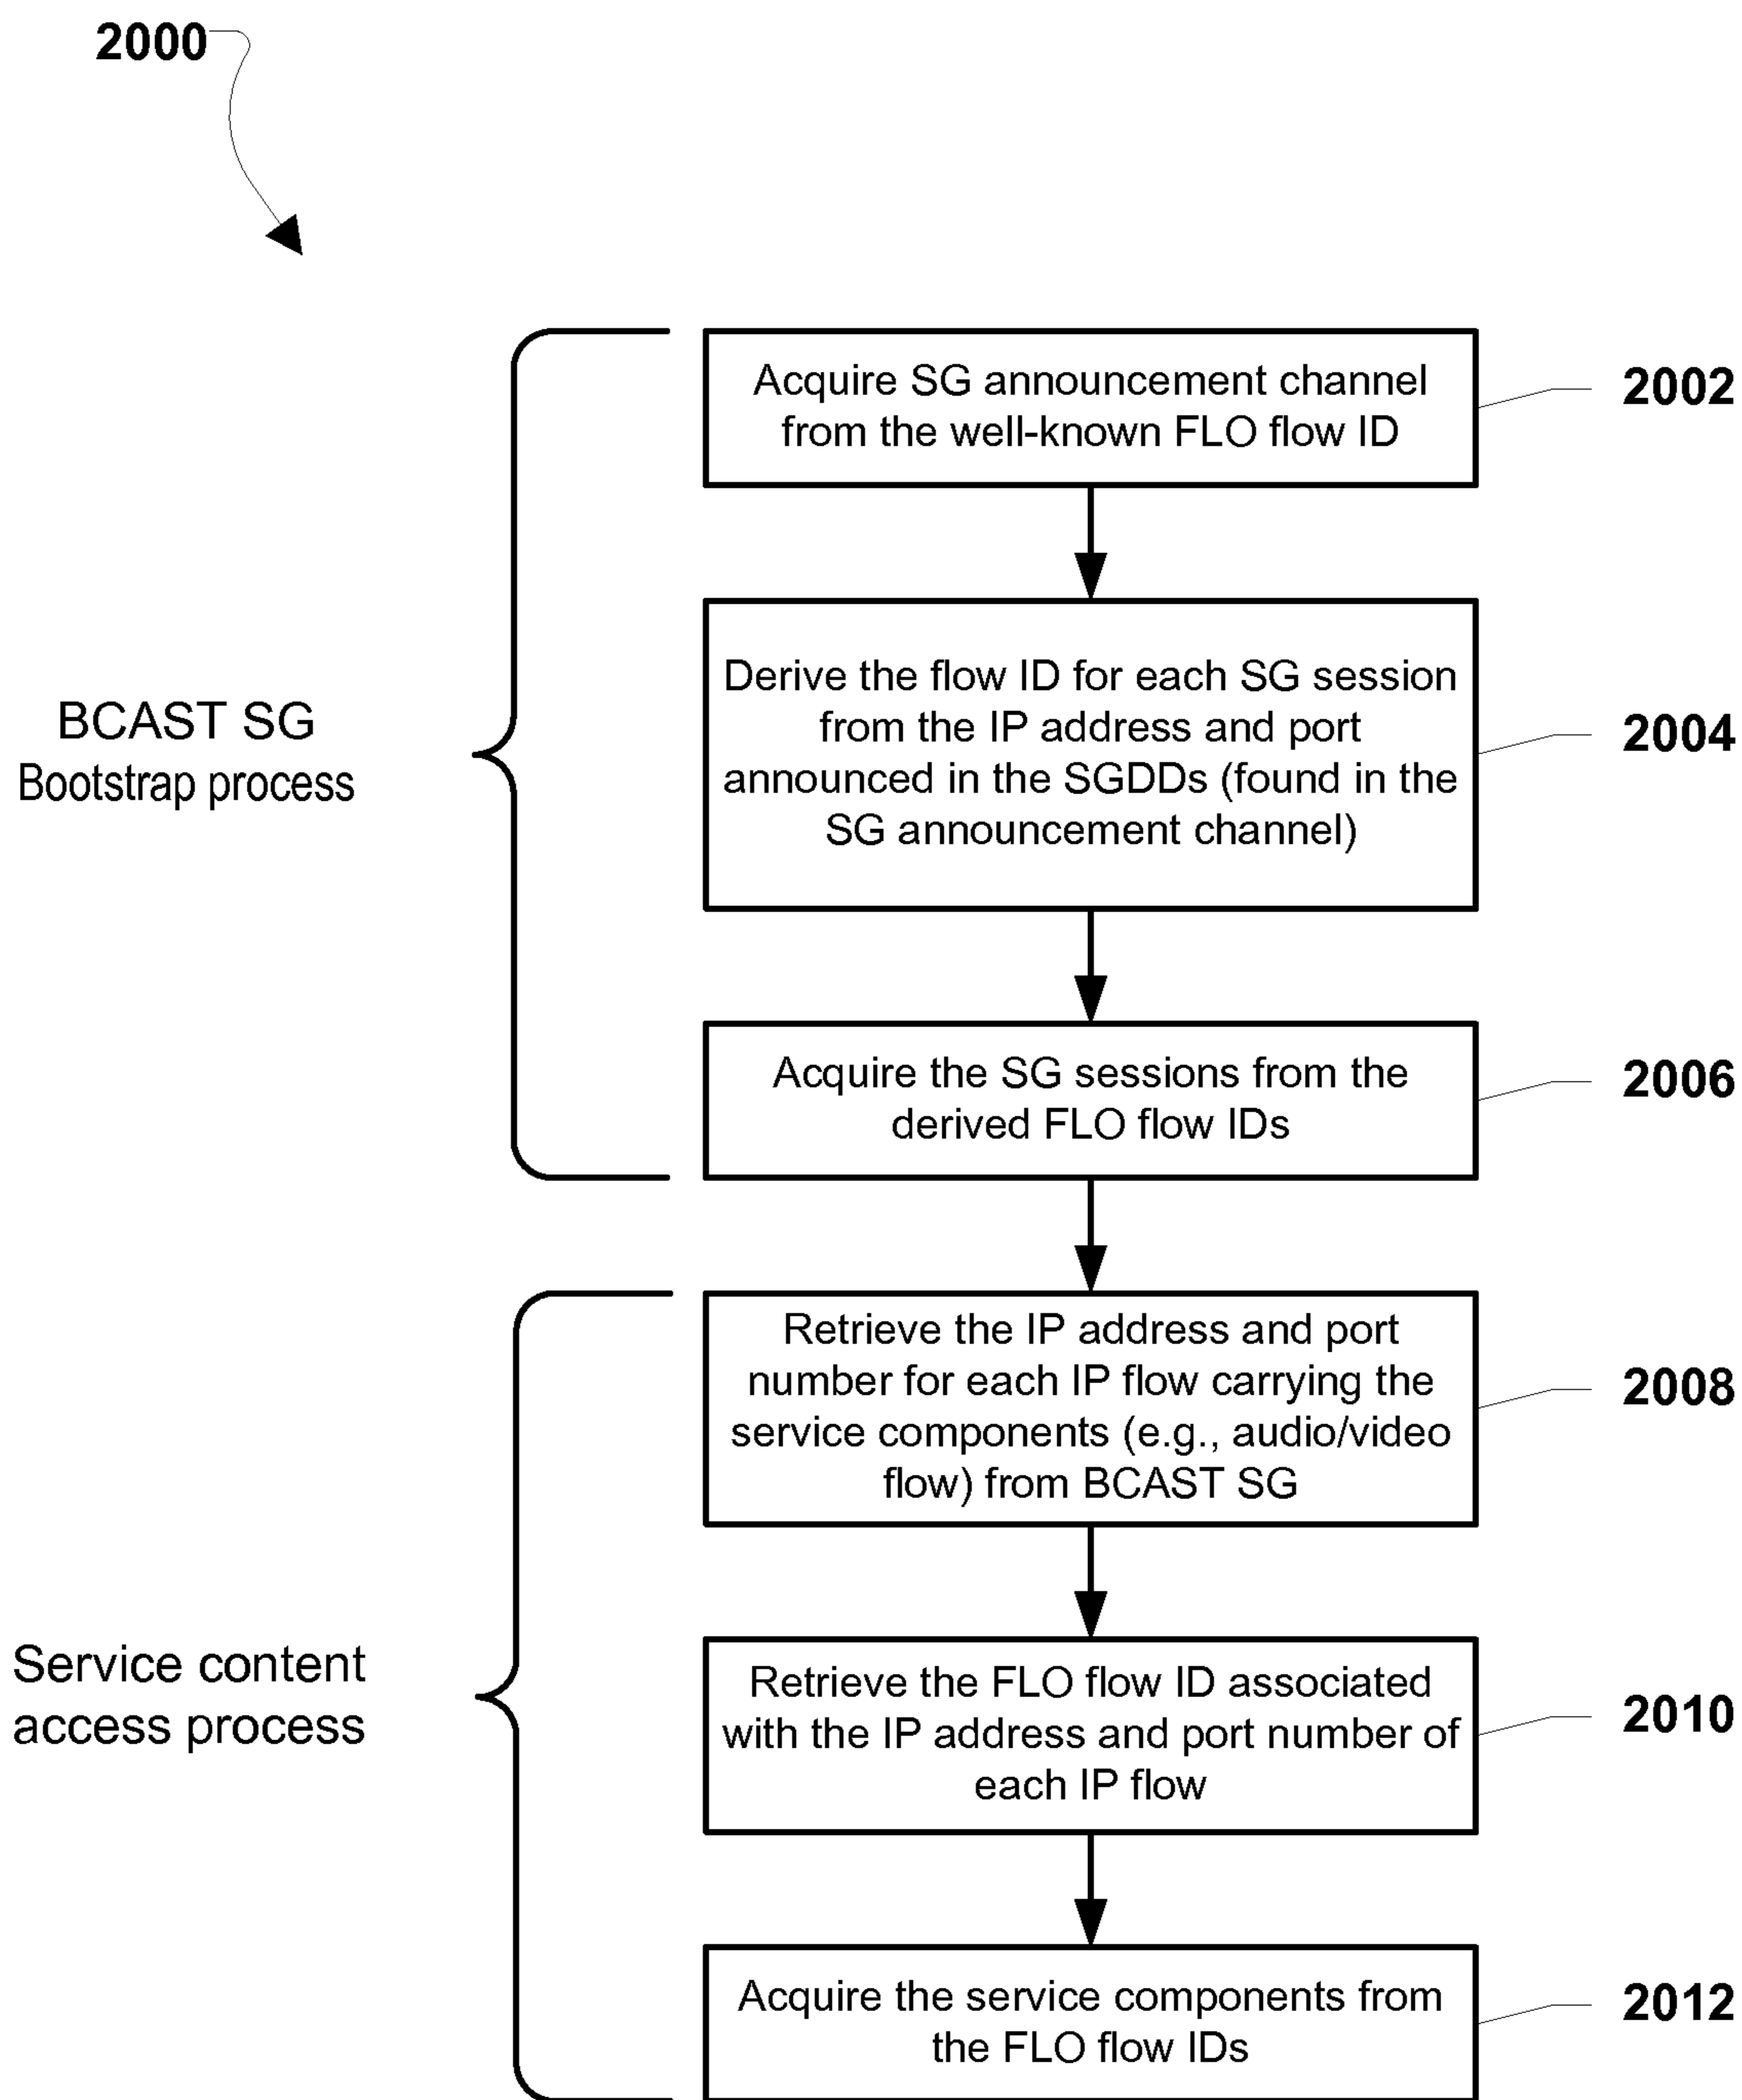 2000
Acquire SG announcement channel
from the well-known FLO flow ID
2002
Derive the flow ID for each SG session
from the IP address and port
announced in the SGDDs (found in the
SG announcement channel)
2004
BCAST SG
Bootstrap process
Acquire the SG sessions from the
derived FLO flow IDs
2006
Retrieve the IP address and port
number for each IP flow carrying the
service components (e.g., audio/video
flow) from BCAST SG
2008
Service content
access process
Retrieve the FLO flow ID associated
with the IP address and port number of
each IP flow
2010
Acquire the service components from
the FLO flow IDs
2012